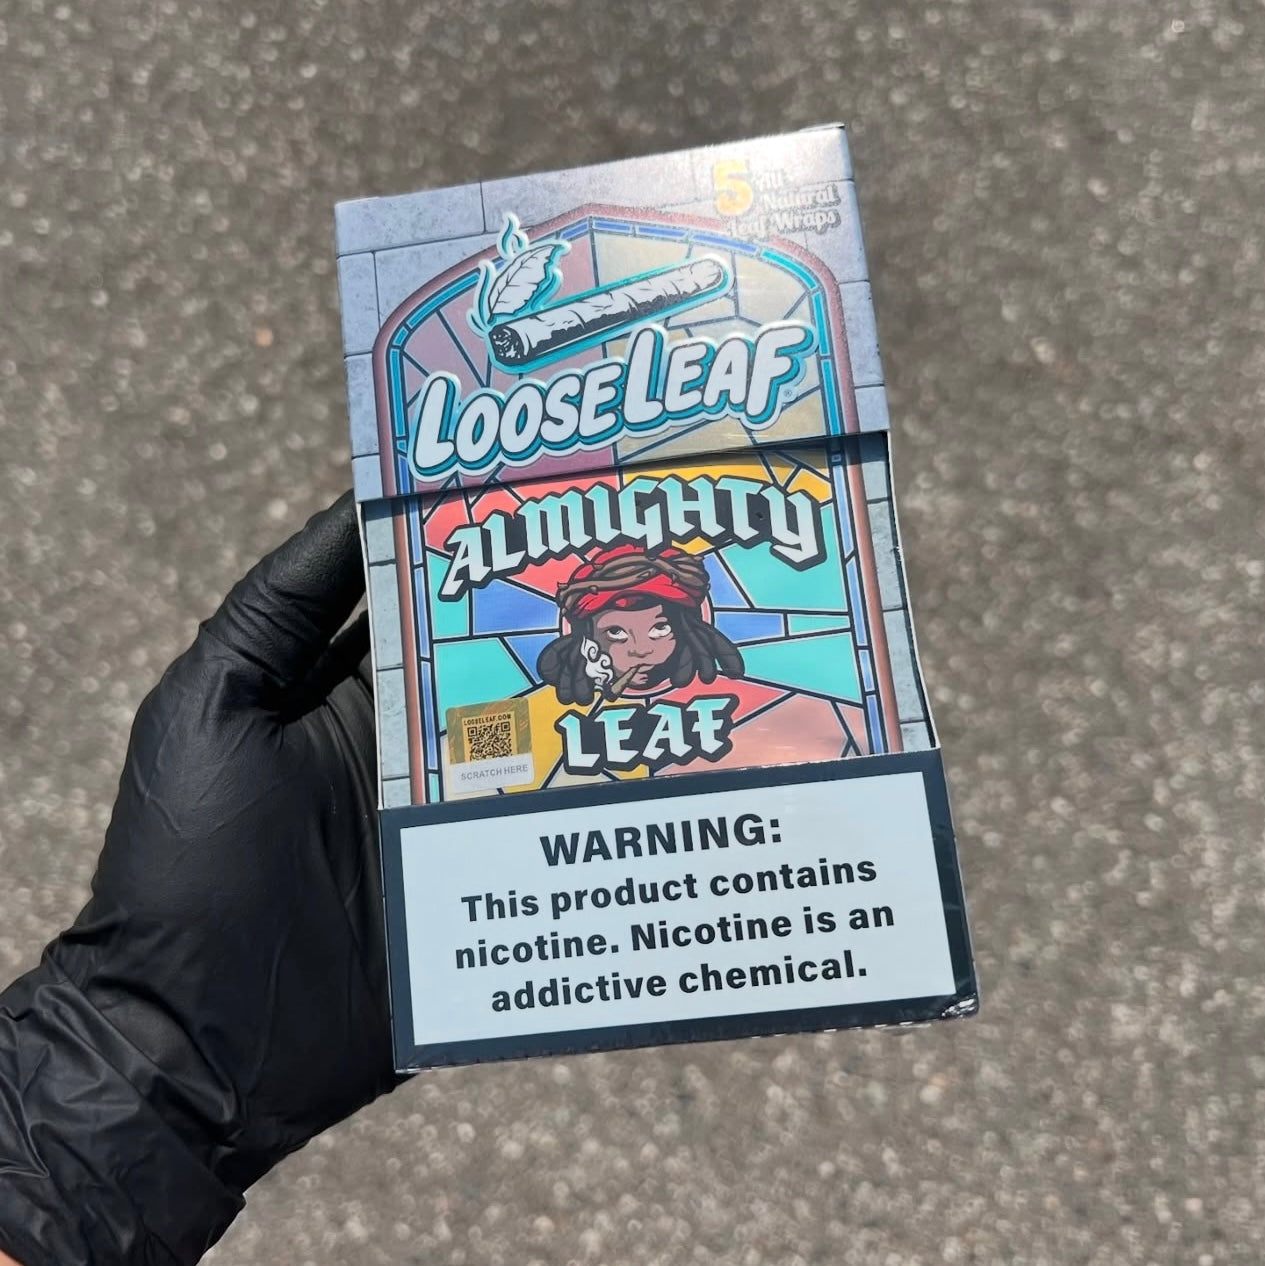 5 All
Natural
Leaf Wraps
LOOSELEAF
ALMIGHTY
LEAF
LOOSELEAF.COM
SCRATCH HERE
WARNING:
This product contains
nicotine. Nicotine is an
addictive chemical.